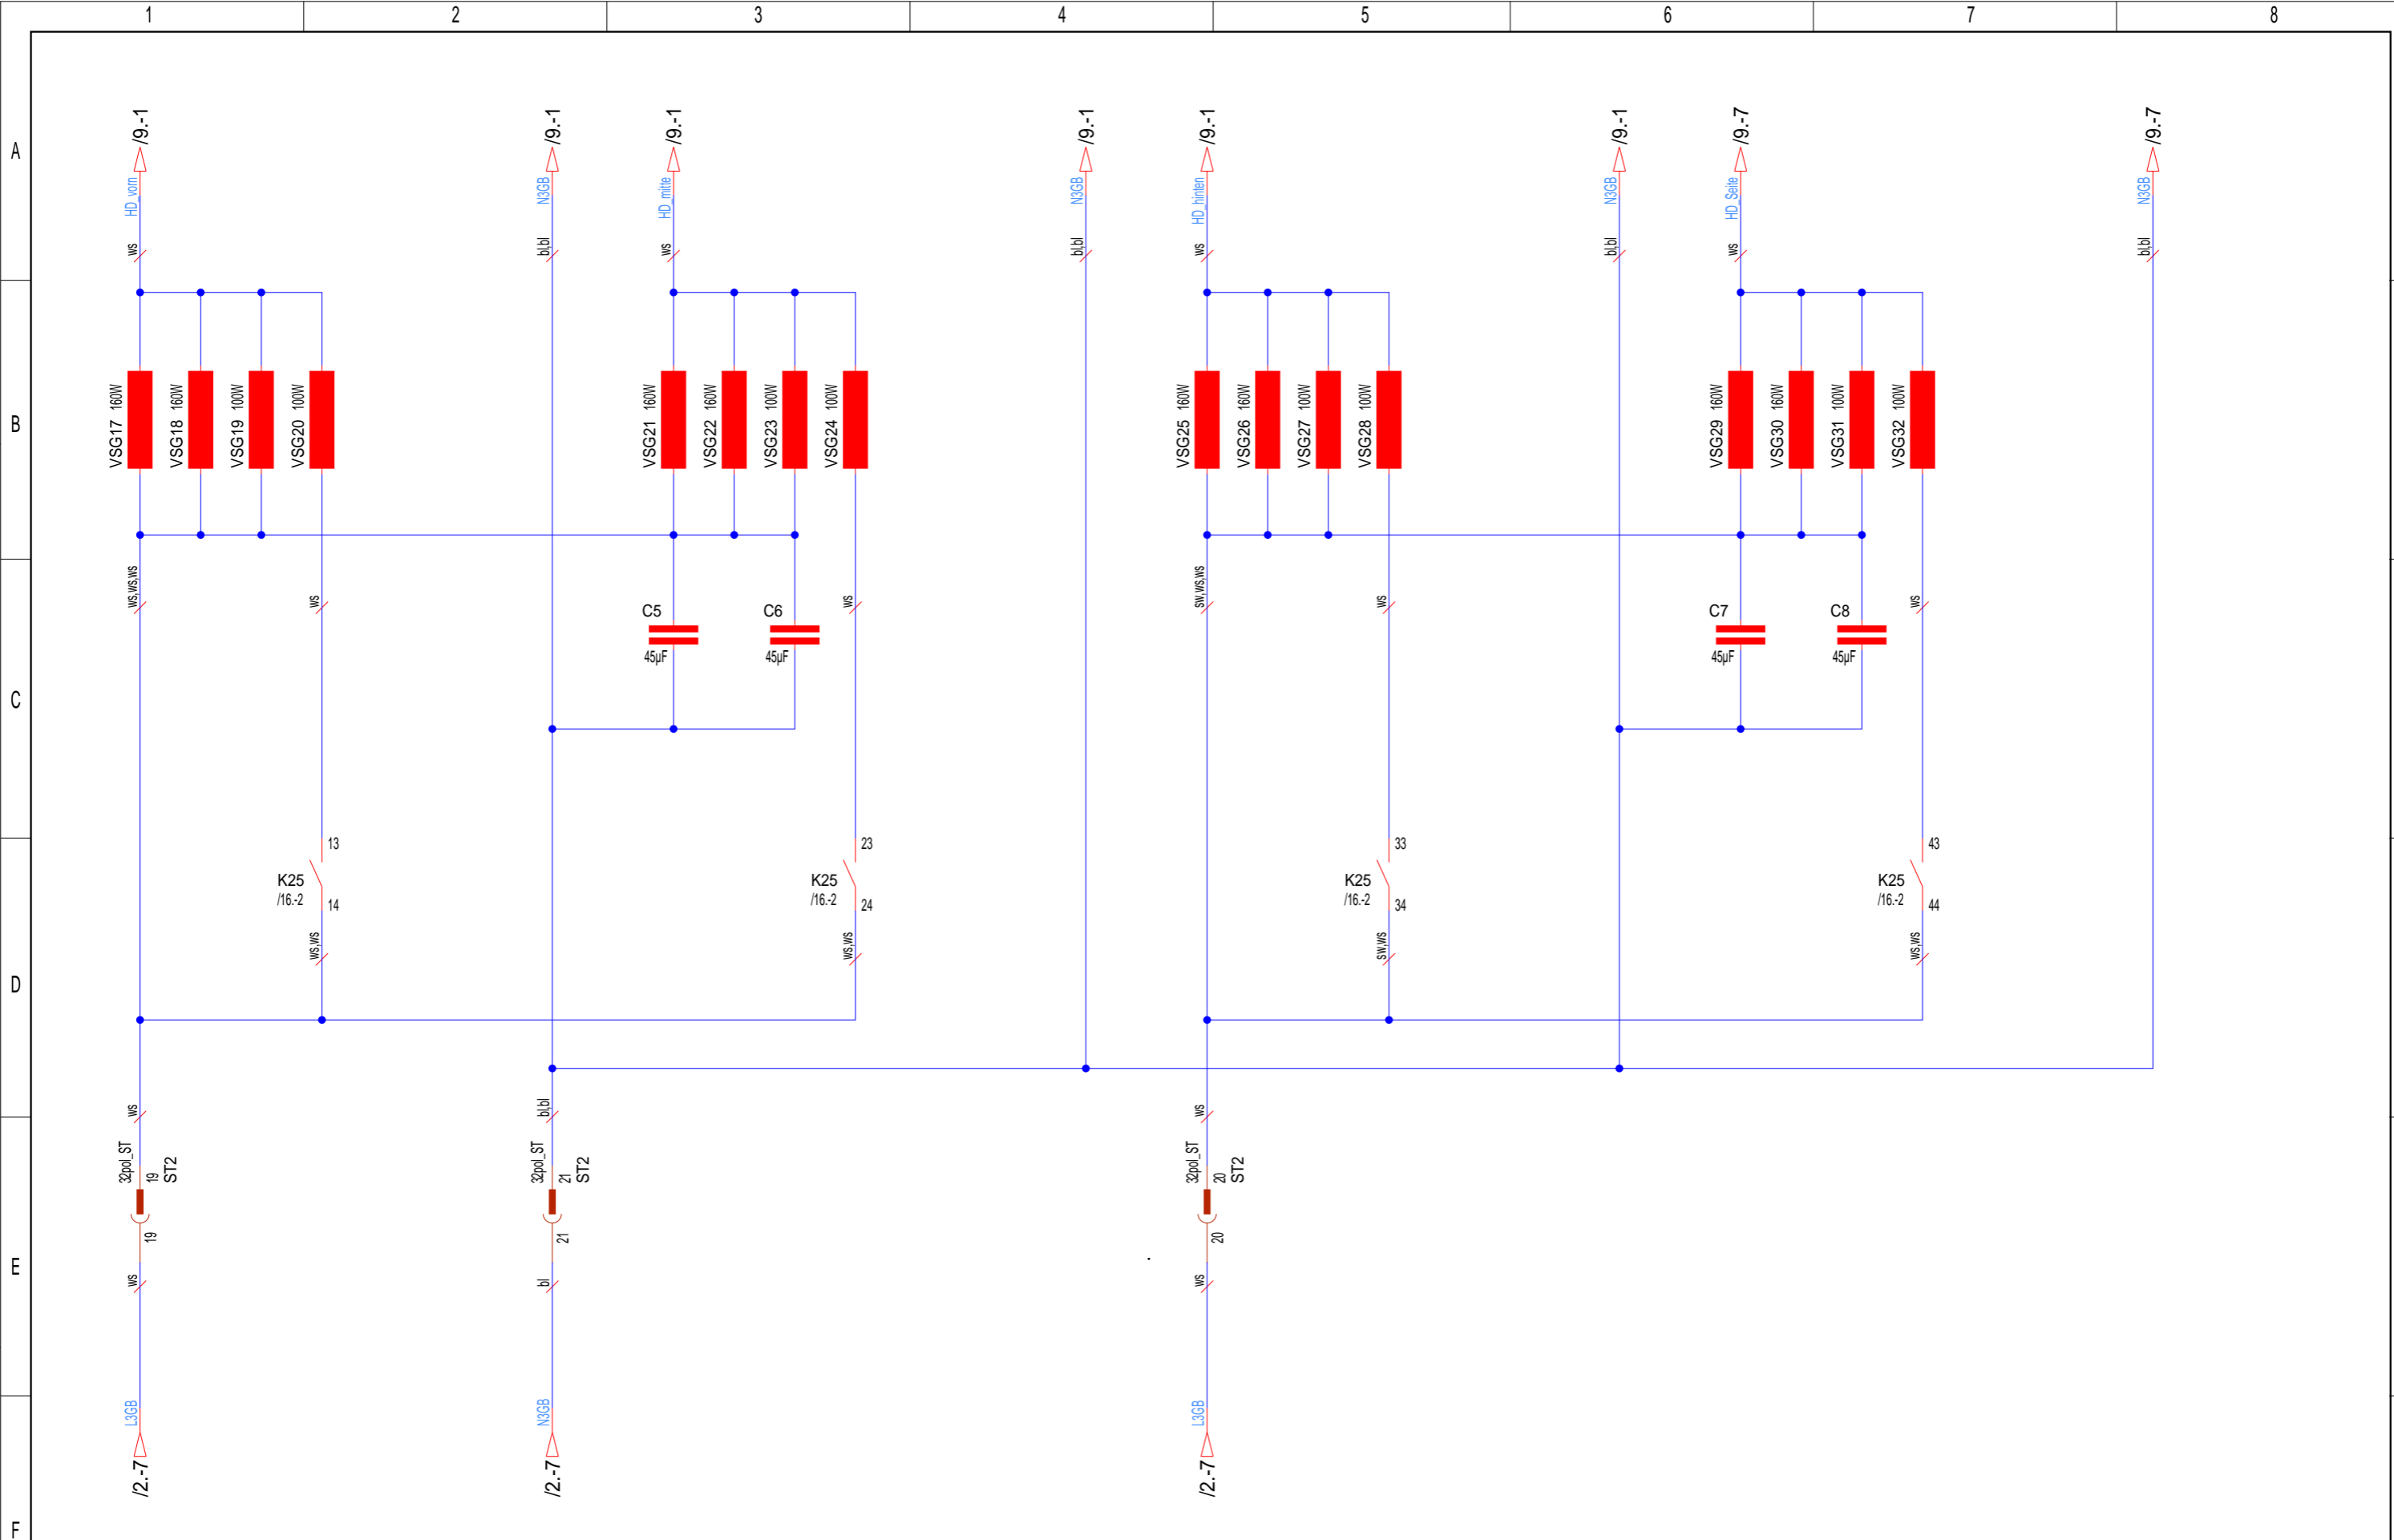 1 2 3 4 5 6 7 8
A
/9.-1 /9.-1 /9.-1 /9.-1 /9.-1 /9.-1 /9.-7 /9.-7
HD_vorn N3GB HD_mitte N3GB HD_hinten N3GB HD_Seite N3GB
ws bl,bl ws bl,bl ws bl,bl ws bl,bl
B
VSG17 160W
VSG18 160W
VSG19 100W
VSG20 100W
VSG21 160W
VSG22 160W
VSG23 100W
VSG24 100W
VSG25 160W
VSG26 160W
VSG27 100W
VSG28 100W
VSG29 160W
VSG30 160W
VSG31 100W
VSG32 100W
ws,ws,ws ws ws sw,ws,ws ws ws
C5 C6 C7 C8
45µF 45µF 45µF 45µF
C
13 23 33 43
K25 K25 K25 K25
/16.-2 /16.-2 /16.-2 /16.-2
14 24 34 44
ws,ws ws,ws sw,ws ws,ws
D
ws bl,bl ws
32pol_ST 32pol_ST 32pol_ST
19 21 20
ST2 ST2 ST2
19 21 20
E
ws bl ws
L3GB N3GB L3GB
/2.-7 /2.-7 /2.-7
F